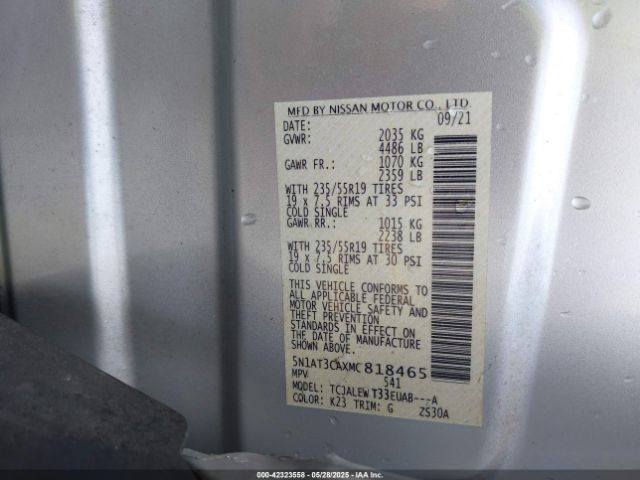 MFD BY NISSAN MOTOR CO., LTD.
DATE: 09/21
GVWR: 2035 KG
4486 LB
GAWR FR.: 1070 KG
2359 LB
WITH 235/55R19 TIRES
19 x 7.5 RIMS AT 33 PSI
COLD SINGLE
GAWR RR.: 1015 KG
2238 LB
WITH 235/55R19 TIRES
19 x 7.5 RIMS AT 30 PSI
COLD SINGLE
THIS VEHICLE CONFORMS TO
ALL APPLICABLE FEDERAL
MOTOR VEHICLE SAFETY AND
THEFT PREVENTION
STANDARDS IN EFFECT ON
THE DATE OF MANUFACTURE
SHOWN ABOVE.
5N1AT3CAXMC818465
MPV S41
MODEL: TCJALEWT33EUAB---A
COLOR: K23 TRIM: G ZS30A
000-42323558 | 05/28/2025 - IAAI.COM